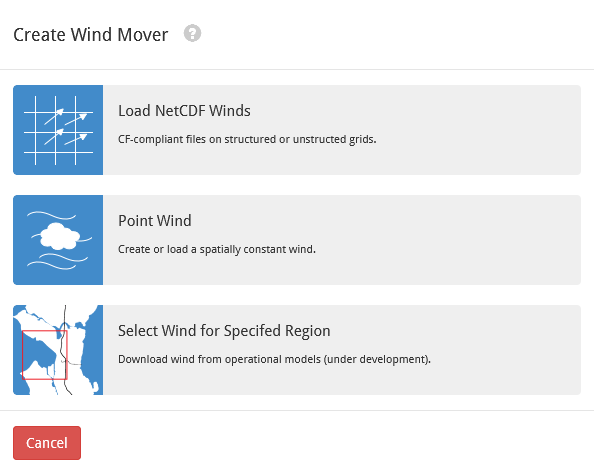 Create Wind Mover ?
Load NetCDF Winds
CF-compliant files on structured or unstructed grids.
Point Wind
Create or load a spatially constant wind.
Select Wind for Specifed Region
Download wind from operational models (under development).
Cancel